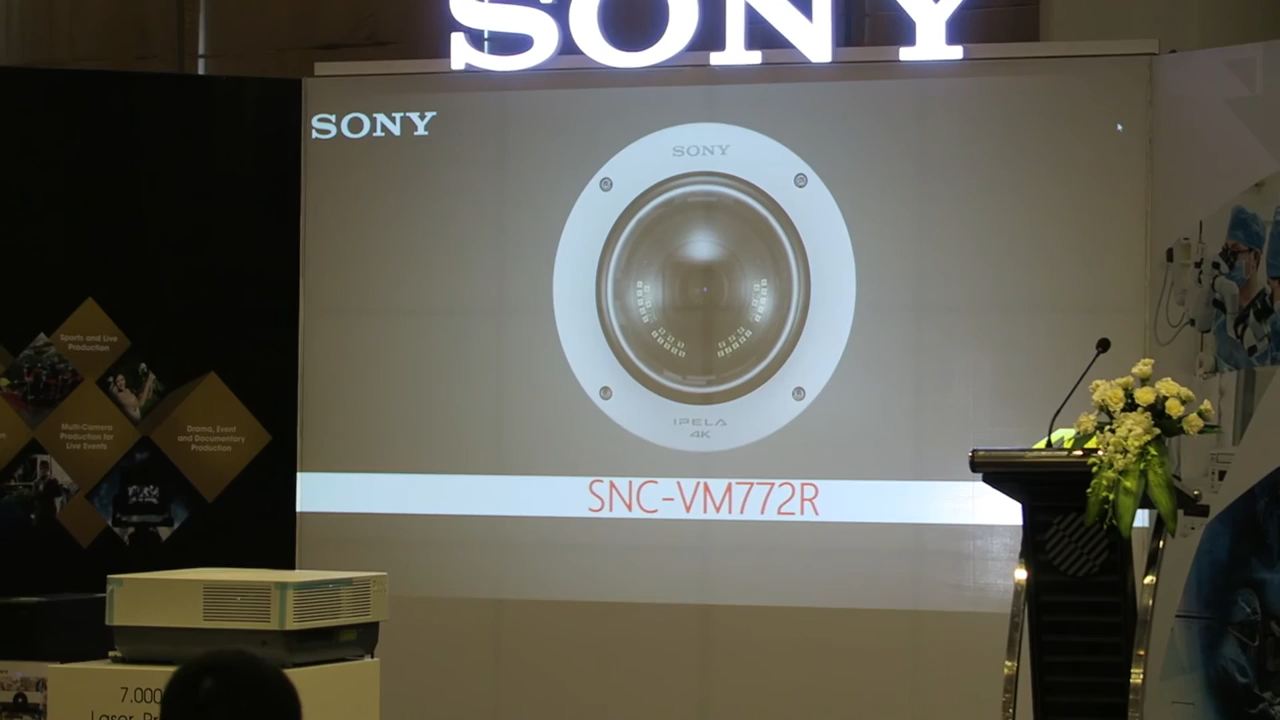 SONY
SONY
SONY
IPELA
4K
SNC-VM772R
Sports and Live
Production
Multi-Camera
Production for
Live Events
Drama, Event
and Documentary
Production
7.000
Laser